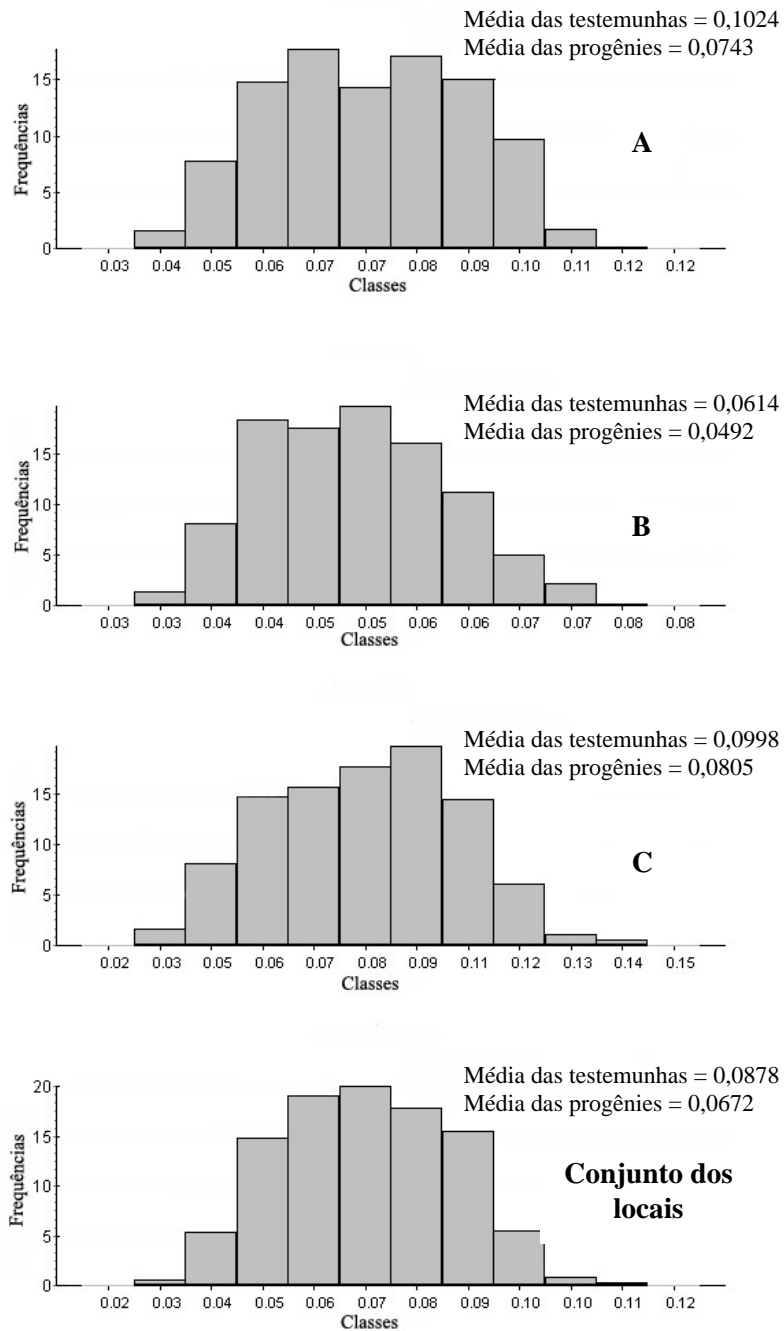 Média das testemunhas = 0,1024
Média das progênies = 0,0743
Frequências
15
10
5
0
A
0.03 0.04 0.05 0.06 0.07 0.07 0.08 0.09 0.10 0.11 0.12 0.12
Classes
Média das testemunhas = 0,0614
Média das progênies = 0,0492
Frequências
15
10
5
0
B
0.03 0.03 0.04 0.04 0.05 0.05 0.06 0.06 0.07 0.07 0.08 0.08
Classes
Média das testemunhas = 0,0998
Média das progênies = 0,0805
Frequências
15
10
5
0
C
0.02 0.03 0.05 0.06 0.07 0.08 0.09 0.11 0.12 0.13 0.14 0.15
Classes
Média das testemunhas = 0,0878
Média das progênies = 0,0672
Frequências
20
15
10
5
0
Conjunto dos
locais
0.02 0.03 0.04 0.05 0.06 0.07 0.08 0.09 0.10 0.10 0.11 0.12
Classes